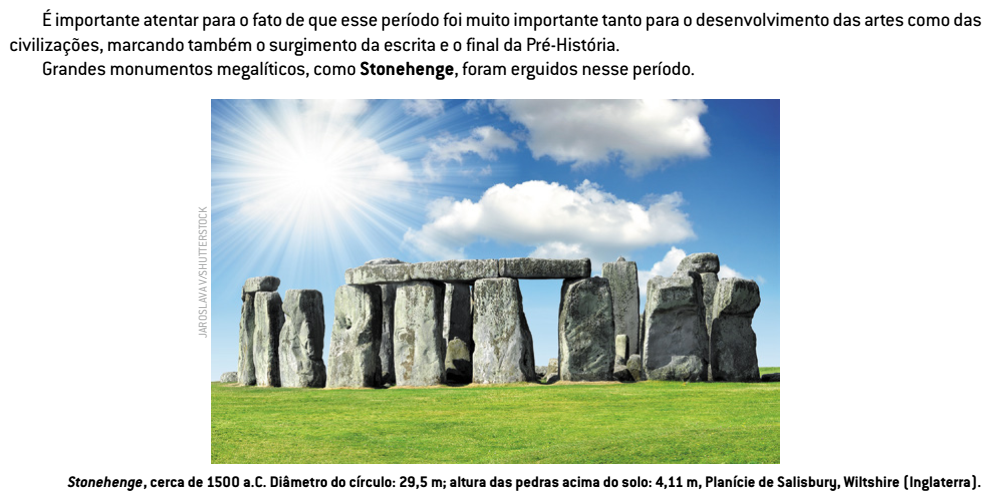 É importante atentar para o fato de que esse período foi muito importante tanto para o desenvolvimento das artes como das
civilizações, marcando também o surgimento da escrita e o final da Pré-História.
Grandes monumentos megalíticos, como Stonehenge, foram erguidos nesse período.
JAROSLAVA V/SHUTTERSTOCK
Stonehenge, cerca de 1500 a.C. Diâmetro do círculo: 29,5 m; altura das pedras acima do solo: 4,11 m, Planície de Salisbury, Wiltshire (Inglaterra).